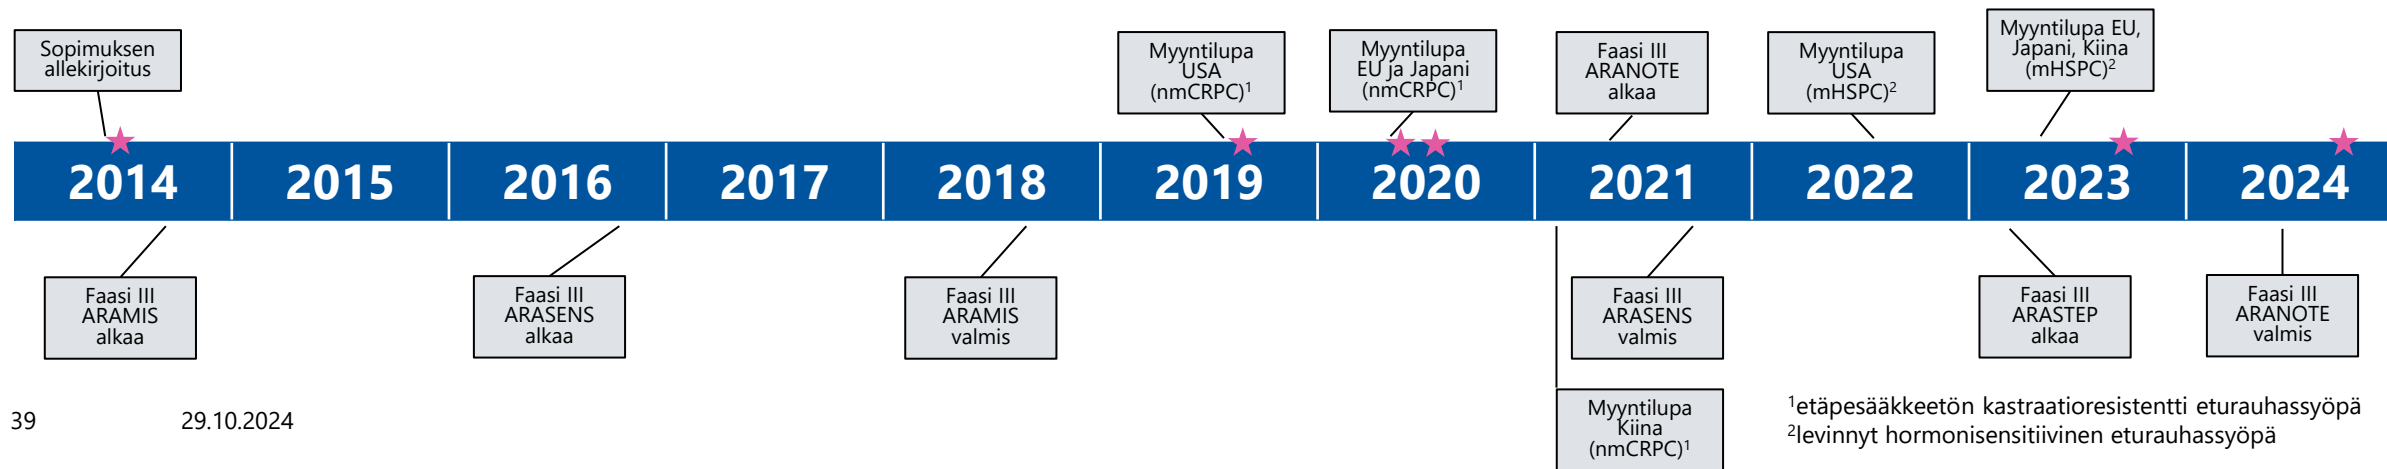 Sopimuksen
allekirjoitus
Myyntilupa
USA
(nmCRPC)¹
Myyntilupa
EU ja Japani
(nmCRPC)¹
Faasi III
ARANOTE
alkaa
Myyntilupa
USA
(mHSPC)²
Myyntilupa EU,
Japani, Kiina
(mHSPC)²
2014
2015
2016
2017
2018
2019
2020
2021
2022
2023
2024
Faasi III
ARAMIS
alkaa
Faasi III
ARASENS
alkaa
Faasi III
ARAMIS
valmis
Faasi III
ARASENS
valmis
Faasi III
ARASTEP
alkaa
Faasi III
ARANOTE
valmis
Myyntilupa
Kiina
(nmCRPC)¹
¹etäpesääkkeetön kastraatioresistentti eturauhassyöpä
²levinnyt hormonisensitiivinen eturauhassyöpä
39
29.10.2024